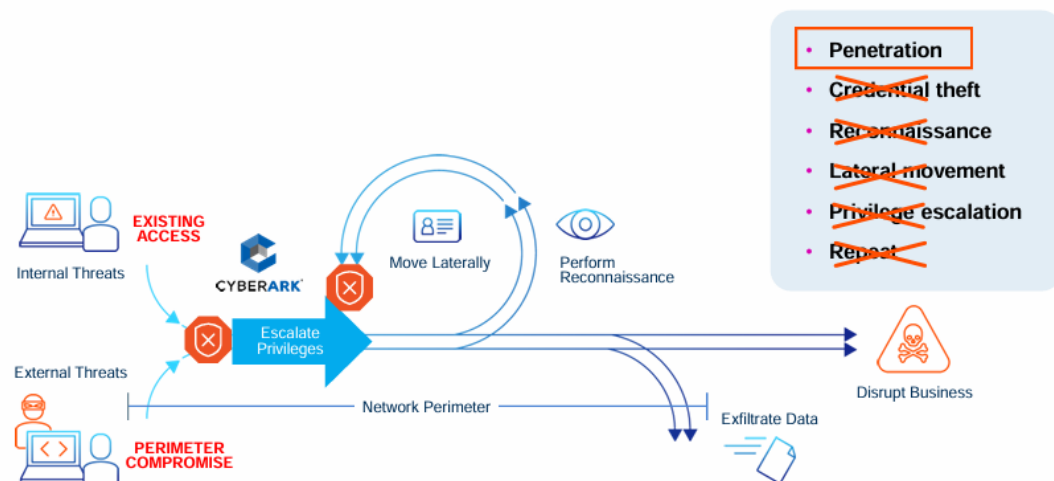 Penetration
Credential theft
Reconnaissance
Lateral movement
Privilege escalation
Repeat
EXISTING
ACCESS
Internal Threats
CYBERARK®
Move Laterally
Perform
Reconnaissance
Escalate
Privileges
External Threats
Network Perimeter
Disrupt Business
Exfiltrate Data
PERIMETER
COMPROMISE